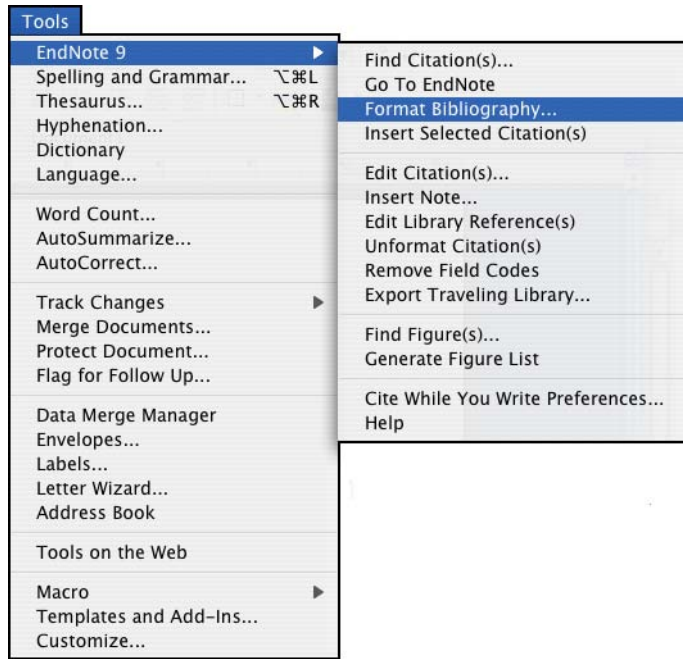 Tools
EndNote 9
Spelling and Grammar... ⌥⌘L
Thesaurus... ⌥⌘R
Hyphenation...
Dictionary
Language...
Word Count...
AutoSummarize...
AutoCorrect...
Track Changes
Merge Documents...
Protect Document...
Flag for Follow Up...
Data Merge Manager
Envelopes...
Labels...
Letter Wizard...
Address Book
Tools on the Web
Macro
Templates and Add-Ins...
Customize...
Find Citation(s)...
Go To EndNote
Format Bibliography...
Insert Selected Citation(s)
Edit Citation(s)...
Insert Note...
Edit Library Reference(s)
Unformat Citation(s)
Remove Field Codes
Export Traveling Library...
Find Figure(s)...
Generate Figure List
Cite While You Write Preferences...
Help